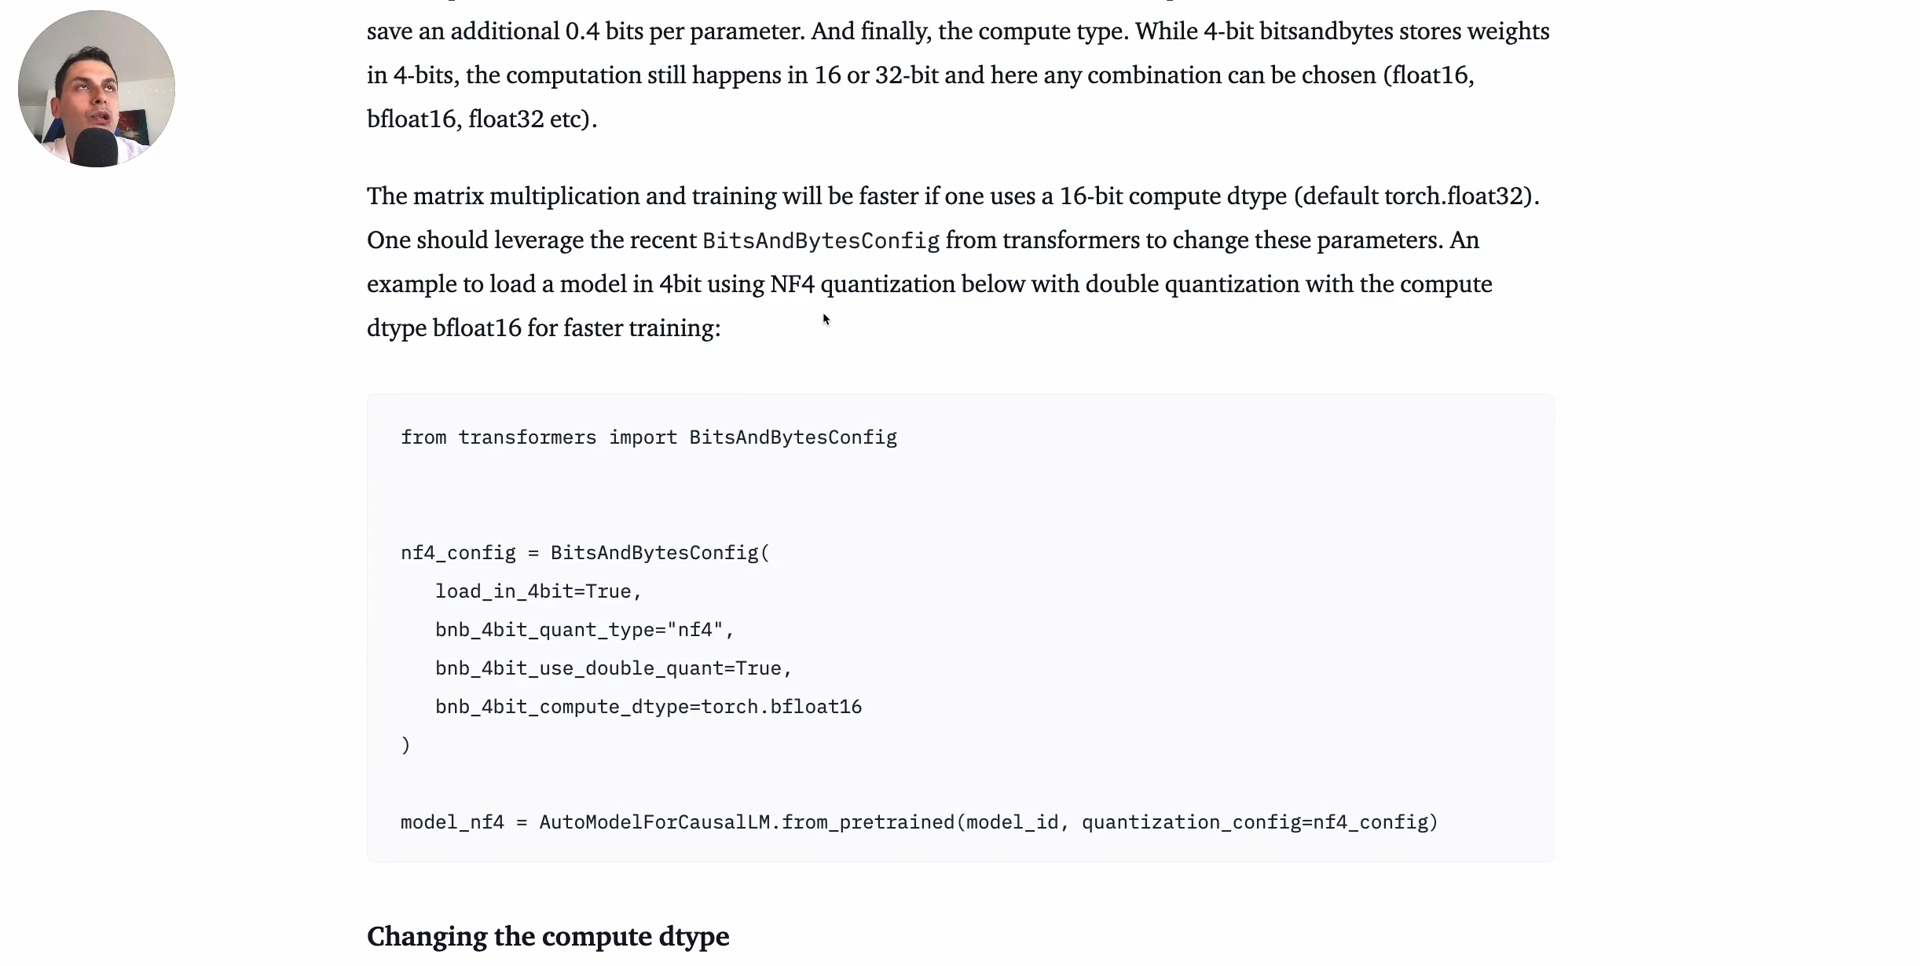 save an additional 0.4 bits per parameter. And finally, the compute type. While 4-bit bitsandbytes stores weights
in 4-bits, the computation still happens in 16 or 32-bit and here any combination can be chosen (float16,
bfloat16, float32 etc).
The matrix multiplication and training will be faster if one uses a 16-bit compute dtype (default torch.float32).
One should leverage the recent BitsAndBytesConfig from transformers to change these parameters. An
example to load a model in 4bit using NF4 quantization below with double quantization with the compute
dtype bfloat16 for faster training:
from transformers import BitsAndBytesConfig
nf4_config = BitsAndBytesConfig(
load_in_4bit=True,
bnb_4bit_quant_type="nf4",
bnb_4bit_use_double_quant=True,
bnb_4bit_compute_dtype=torch.bfloat16
)
model_nf4 = AutoModelForCausalLM.from_pretrained(model_id, quantization_config=nf4_config)
Changing the compute dtype